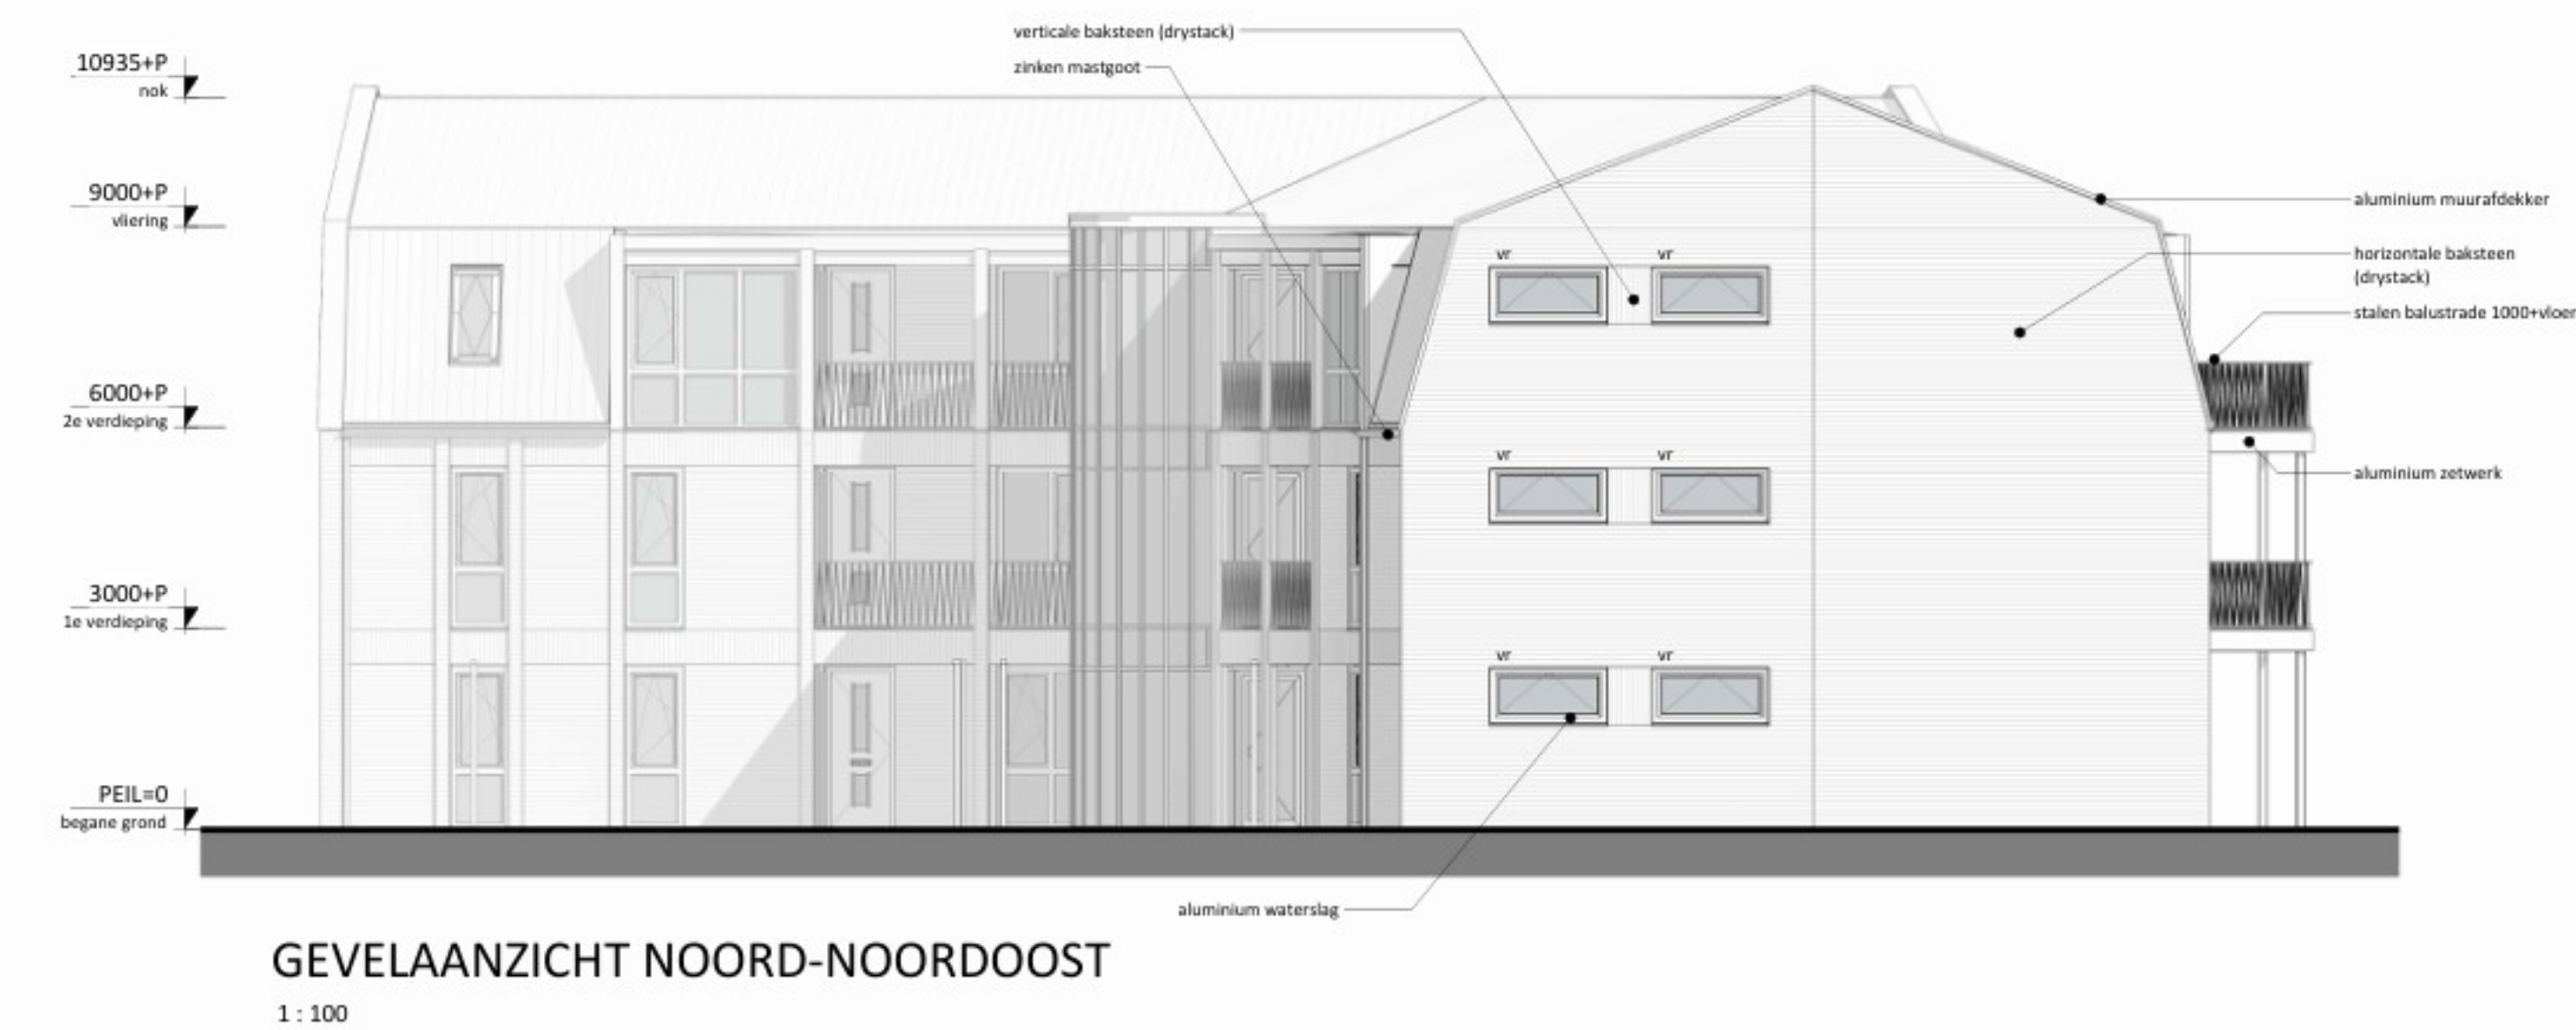 verticale baksteen (drystack)
zinken mastgoot
10935+P
nok
9000+P
vliering
6000+P
2e verdieping
3000+P
1e verdieping
PEIL=0
begane grond
vr vr
vr vr
vr vr
aluminium muurafdekker
horizontale baksteen
(drystack)
stalen balustrade 1000+vloer
aluminium zetwerk
aluminium waterslag
GEVELAANZICHT NOORD-NOORDOOST
1 : 100